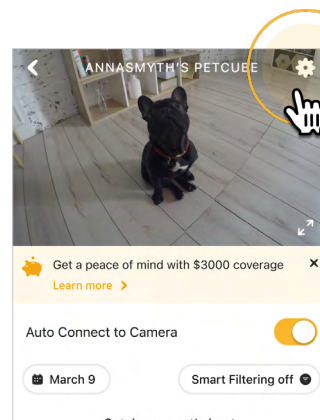 ANNASMYTH'S PETCUBE
Get a peace of mind with $3000 coverage
Learn more
Auto Connect to Camera
March 9
Smart Filtering off